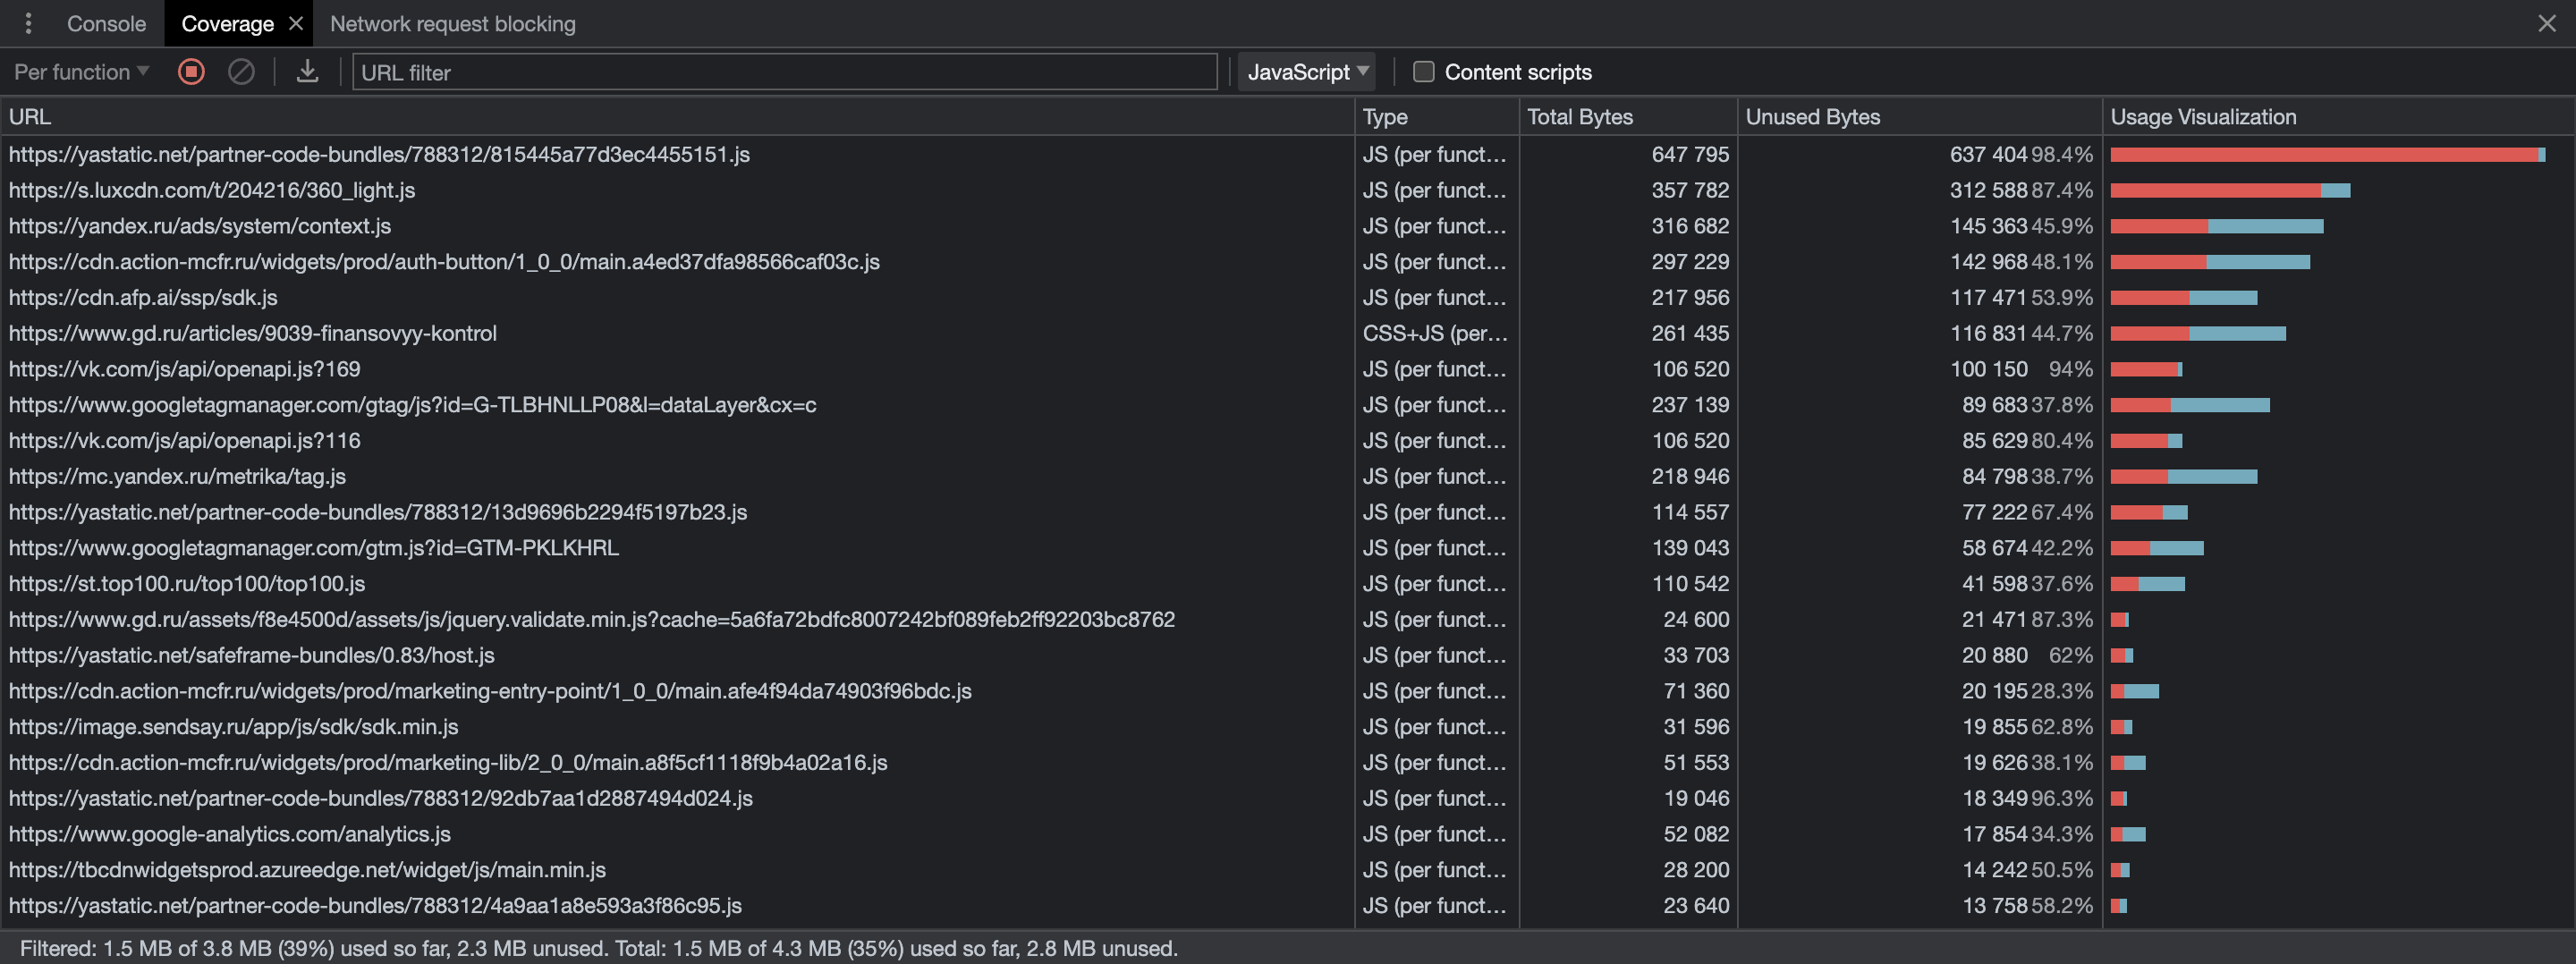 Console Coverage Network request blocking
Per function URL filter JavaScript Content scripts
URL Type Total Bytes Unused Bytes Usage Visualization
https://yastatic.net/partner-code-bundles/788312/815445a77d3ec4455151.js JS (per funct… 647 795 637 404 98.4%
https://s.luxcdn.com/t/204216/360_light.js JS (per funct… 357 782 312 588 87.4%
https://yandex.ru/ads/system/context.js JS (per funct… 316 682 145 363 45.9%
https://cdn.action-mcfr.ru/widgets/prod/auth-button/1_0_0/main.a4ed37dfa98566caf03c.js JS (per funct… 297 229 142 968 48.1%
https://cdn.afp.ai/ssp/sdk.js JS (per funct… 217 956 117 471 53.9%
https://www.gd.ru/articles/9039-finansovyy-kontrol CSS+JS (per… 261 435 116 831 44.7%
https://vk.com/js/api/openapi.js?169 JS (per funct… 106 520 100 150 94%
https://www.googletagmanager.com/gtag/js?id=G-TLBHNLLP08&l=dataLayer&cx=c JS (per funct… 237 139 89 683 37.8%
https://vk.com/js/api/openapi.js?116 JS (per funct… 106 520 85 629 80.4%
https://mc.yandex.ru/metrika/tag.js JS (per funct… 218 946 84 798 38.7%
https://yastatic.net/partner-code-bundles/788312/13d9696b2294f5197b23.js JS (per funct… 114 557 77 222 67.4%
https://www.googletagmanager.com/gtm.js?id=GTM-PKLKHRL JS (per funct… 139 043 58 674 42.2%
https://st.top100.ru/top100/top100.js JS (per funct… 110 542 41 598 37.6%
https://www.gd.ru/assets/f8e4500d/assets/js/jquery.validate.min.js?cache=5a6fa72bdfc8007242bf089feb2ff92203bc8762 JS (per funct… 24 600 21 471 87.3%
https://yastatic.net/safeframe-bundles/0.83/host.js JS (per funct… 33 703 20 880 62%
https://cdn.action-mcfr.ru/widgets/prod/marketing-entry-point/1_0_0/main.afe4f94da74903f96bdc.js JS (per funct… 71 360 20 195 28.3%
https://image.sendsay.ru/app/js/sdk/sdk.min.js JS (per funct… 31 596 19 855 62.8%
https://cdn.action-mcfr.ru/widgets/prod/marketing-lib/2_0_0/main.a8f5cf1118f9b4a02a16.js JS (per funct… 51 553 19 626 38.1%
https://yastatic.net/partner-code-bundles/788312/92db7aa1d2887494d024.js JS (per funct… 19 046 18 349 96.3%
https://www.google-analytics.com/analytics.js JS (per funct… 52 082 17 854 34.3%
https://tbcdnwidgetsprod.azureedge.net/widget/js/main.min.js JS (per funct… 28 200 14 242 50.5%
https://yastatic.net/partner-code-bundles/788312/4a9aa1a8e593a3f86c95.js JS (per funct… 23 640 13 758 58.2%
Filtered: 1.5 MB of 3.8 MB (39%) used so far, 2.3 MB unused. Total: 1.5 MB of 4.3 MB (35%) used so far, 2.8 MB unused.